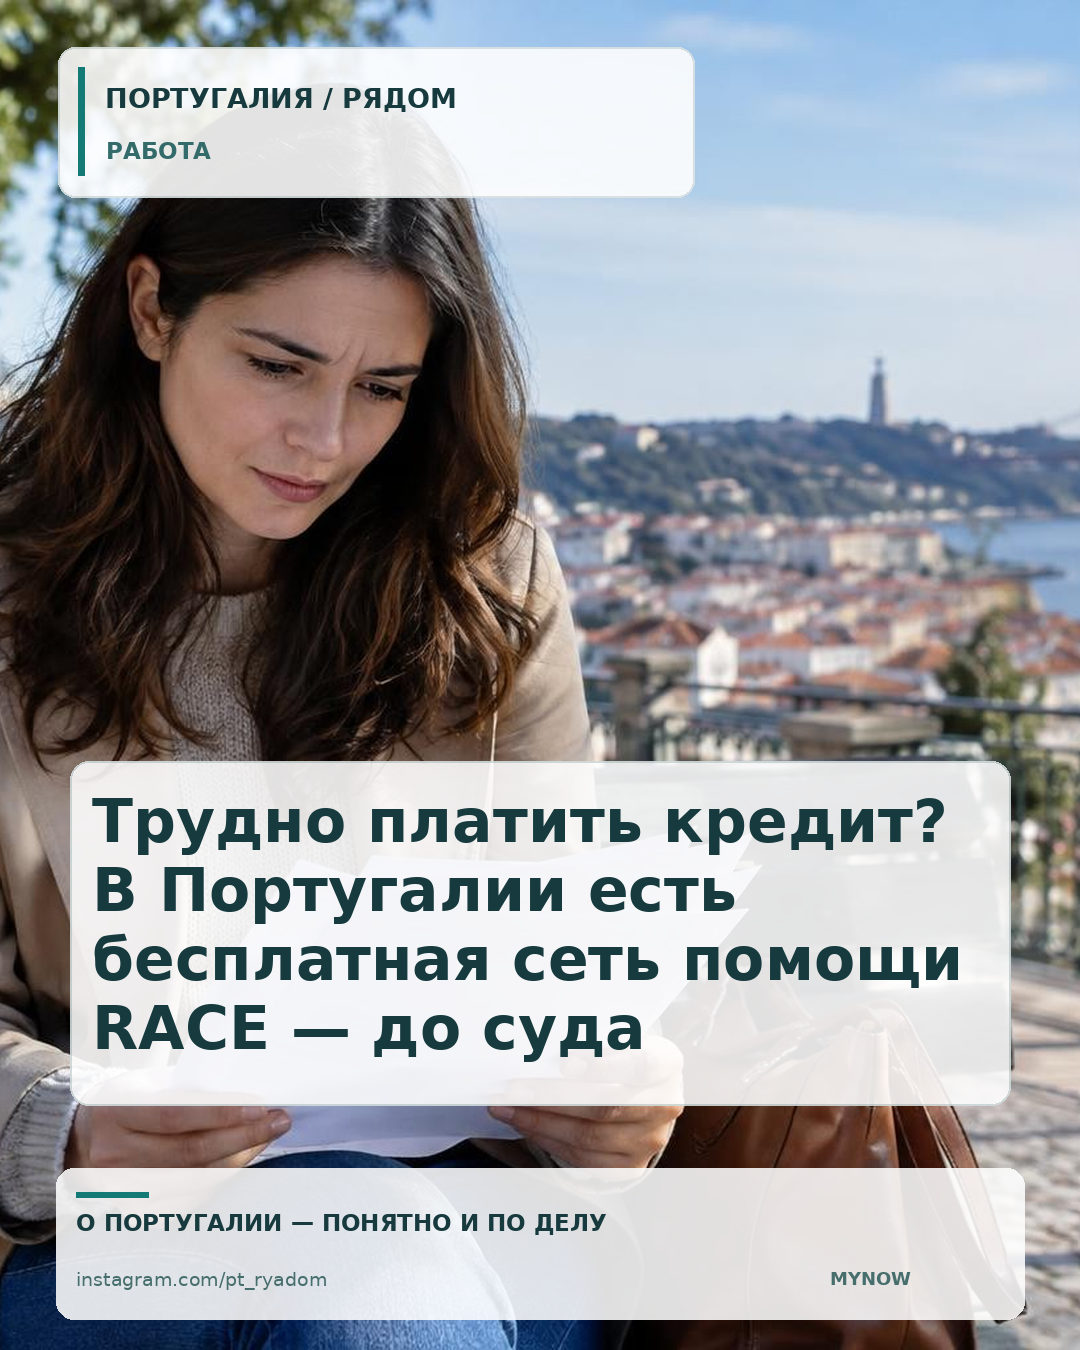 ПОРТУГАЛИЯ / РЯДОМ
РАБОТА
Трудно платить кредит?
В Португалии есть
бесплатная сеть помощи
RACE — до суда
О ПОРТУГАЛИИ — ПОНЯТНО И ПО ДЕЛУ
instagram.com/pt_ryadom
MYNOW